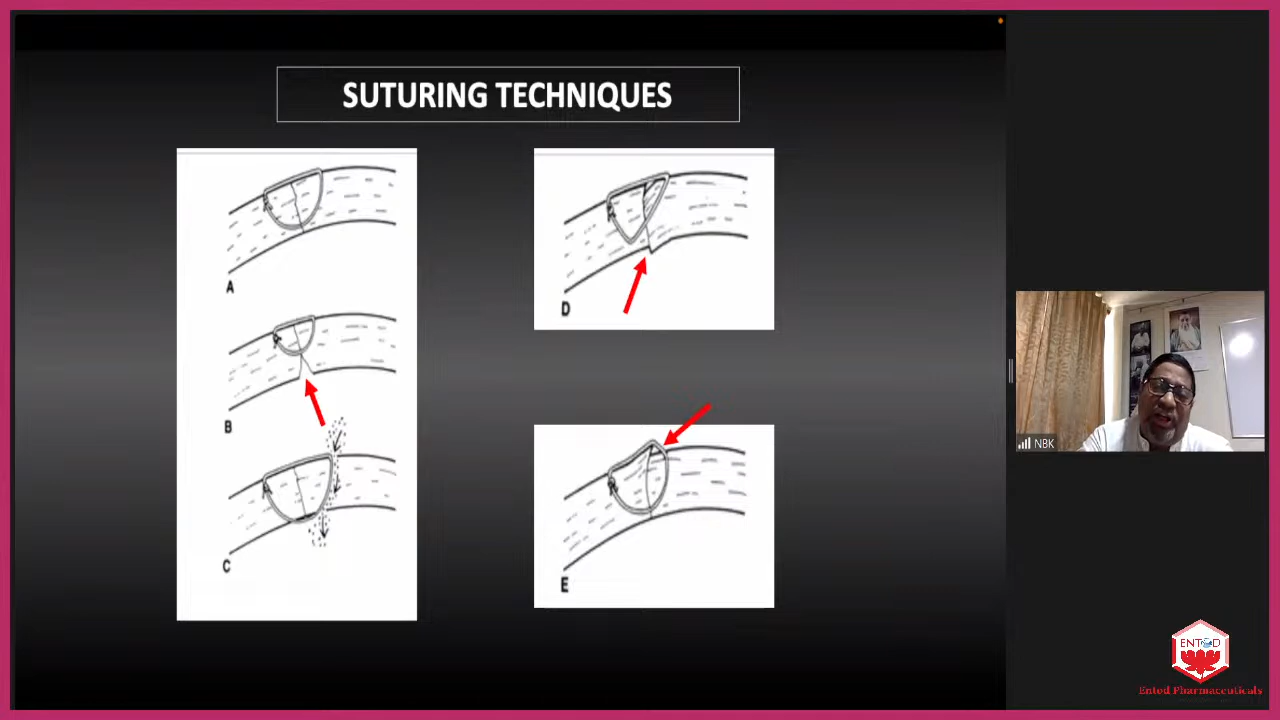 SUTURING TECHNIQUES
A
B
C
D
E
NBK
ENTOD
Entod Pharmaceuticals